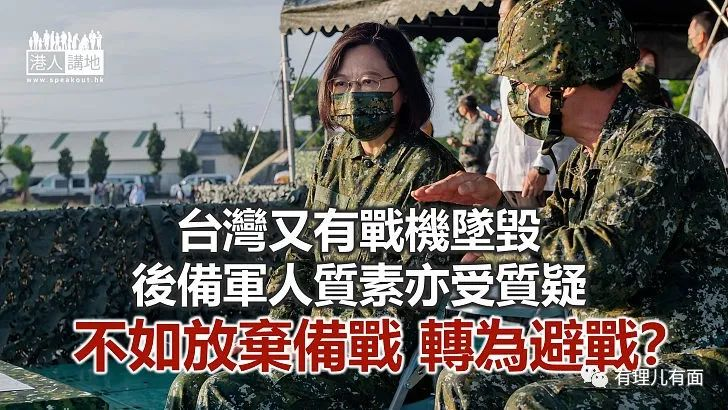 港人講地
www.speakout.hk
台灣又有戰機墜毀
後備軍人質素亦受質疑
不如放棄備戰 轉為避戰?
有理儿有面